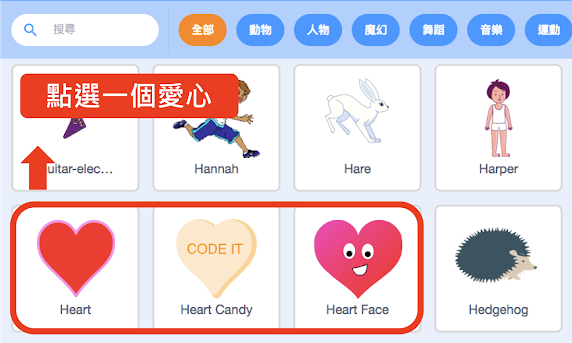 搜尋
全部 動物 人物 魔幻 舞蹈 音樂 運動
點選一個愛心
uitar-elec... Hannah Hare Harper
CODE IT
Heart Heart Candy Heart Face Hedgehog